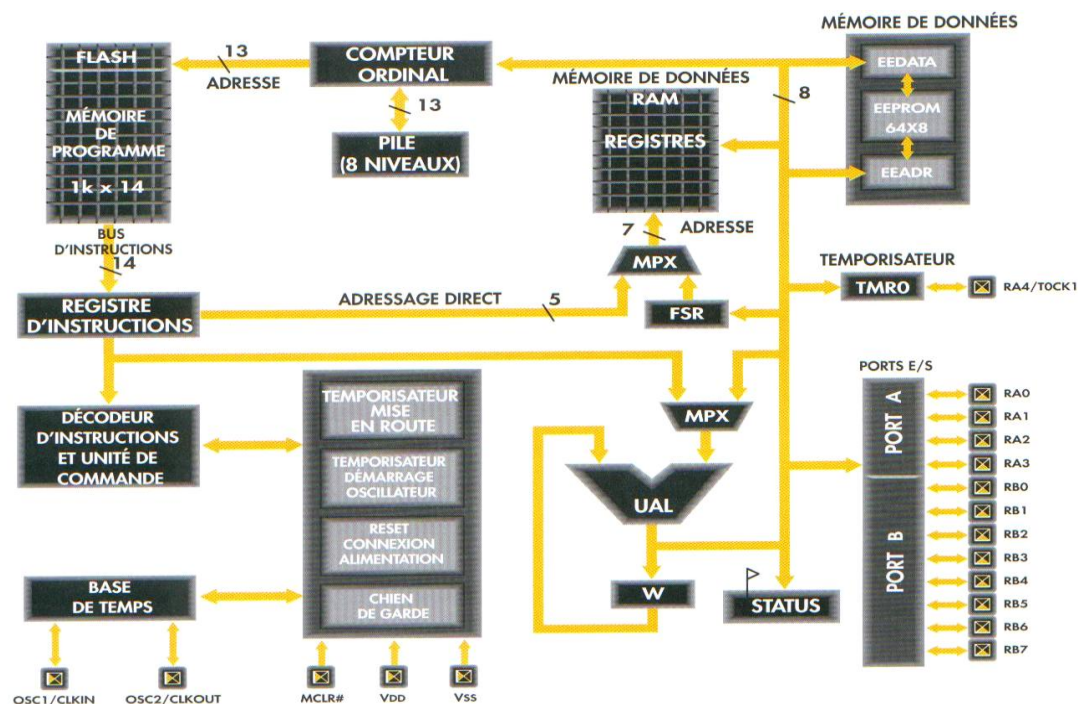 MÉMOIRE DE DONNÉES
FLASH
13
ADRESSE
COMPTEUR
ORDINAL
MÉMOIRE DE DONNÉES
8
EEDATA
MÉMOIRE
DE
PROGRAMME
1k x 14
13
PILE
(8 NIVEAUX)
RAM
REGISTRES
EEPROM
64X8
EEADR
BUS
D'INSTRUCTIONS
14
7
ADRESSE
MPX
TEMPORISATEUR
REGISTRE
D'INSTRUCTIONS
ADRESSAGE DIRECT
5
FSR
TMR0
RA4/T0CK1
PORTS E/S
DÉCODEUR
D'INSTRUCTIONS
ET UNITÉ DE
COMMANDE
TEMPORISATEUR
MISE
EN ROUTE
TEMPORISATEUR
DÉMARRAGE
OSCILLATEUR
RESET
CONNEXION
ALIMENTATION
CHIEN
DE GARDE
MPX
UAL
W
STATUS
PORT A
PORT B
RA0
RA1
RA2
RA3
RB0
RB1
RB2
RB3
RB4
RB5
RB6
RB7
BASE
DE TEMPS
OSC1/CLKIN
OSC2/CLKOUT
MCLR#
VDD
VSS